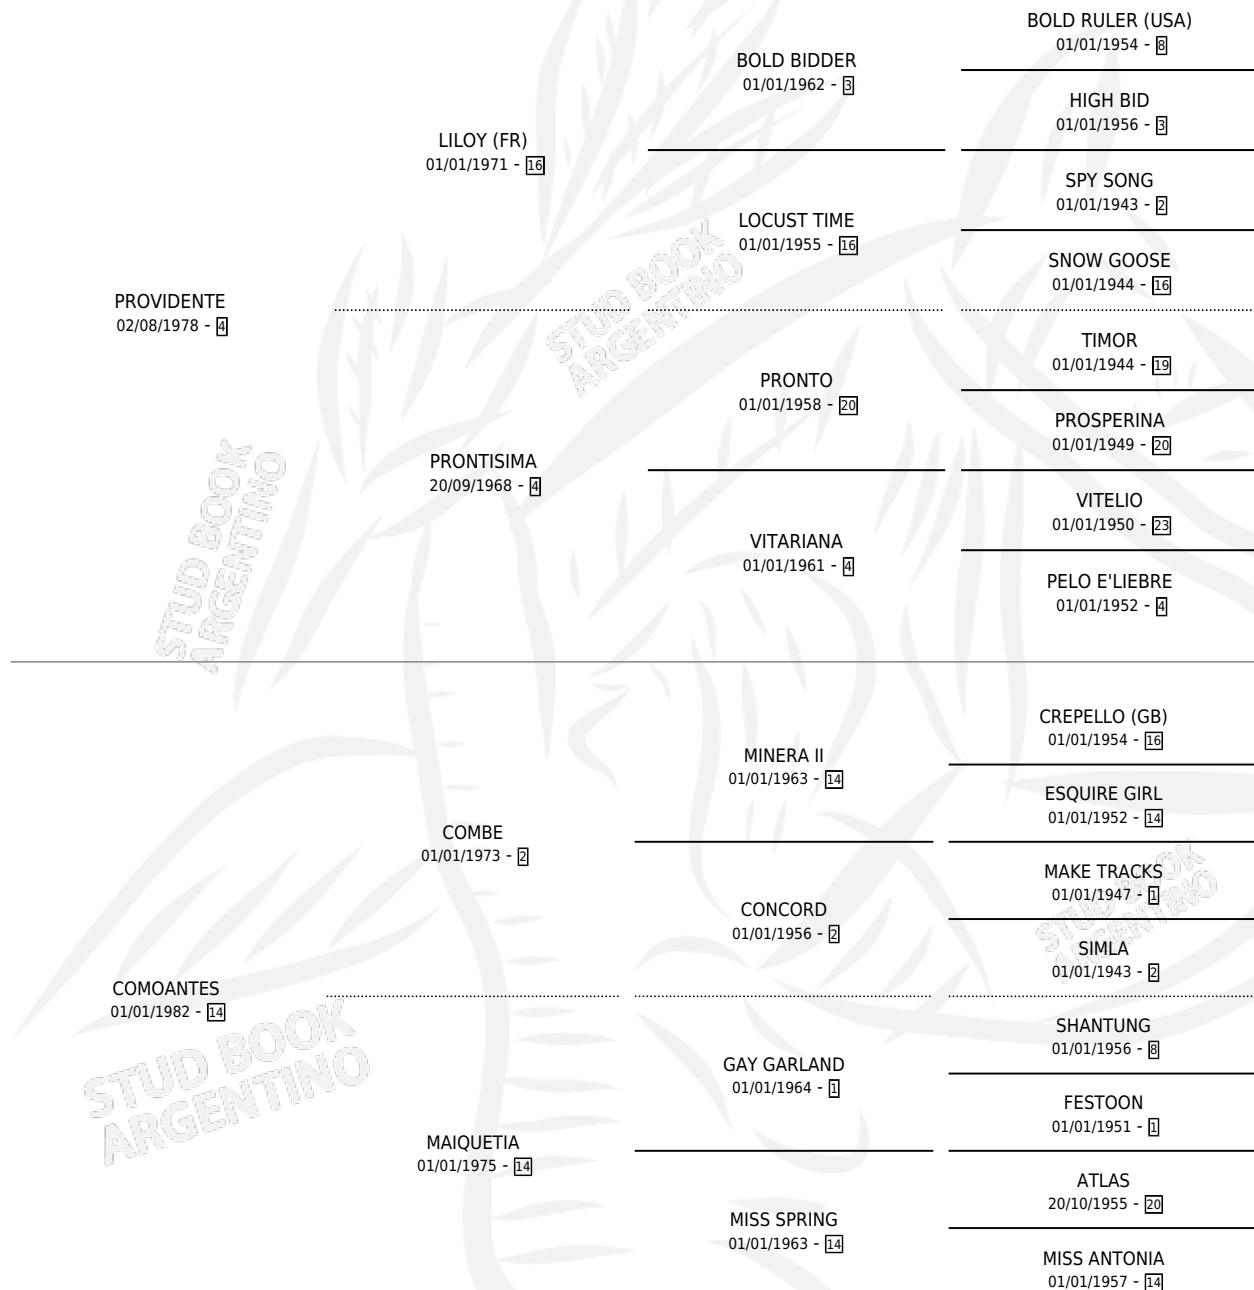 BOLD RULER (USA)
01/01/1954 - 8
BOLD BIDDER
01/01/1962 - 3
HIGH BID
01/01/1956 - 3
LILOY (FR)
01/01/1971 - 16
SPY SONG
01/01/1943 - 2
LOCUST TIME
01/01/1955 - 16
SNOW GOOSE
01/01/1944 - 16
PROVIDENTE
02/08/1978 - 4
TIMOR
01/01/1944 - 19
PRONTO
01/01/1958 - 20
PROSPERINA
01/01/1949 - 20
PRONTISIMA
20/09/1968 - 4
VITELIO
01/01/1950 - 23
VITARIANA
01/01/1961 - 4
PELO E'LIEBRE
01/01/1952 - 4
CREPELLO (GB)
01/01/1954 - 16
MINERA II
01/01/1963 - 14
ESQUIRE GIRL
01/01/1952 - 14
COMBE
01/01/1973 - 2
MAKE TRACKS
01/01/1947 - 1
CONCORD
01/01/1956 - 2
SIMLA
01/01/1943 - 2
COMOANTES
01/01/1982 - 14
SHANTUNG
01/01/1956 - 8
GAY GARLAND
01/01/1964 - 1
FESTOON
01/01/1951 - 1
MAIQUETIA
01/01/1975 - 14
ATLAS
20/10/1955 - 20
MISS SPRING
01/01/1963 - 14
MISS ANTONIA
01/01/1957 - 14
STUD BOOK
ARGENTINO
STUD BOOK
ARGENTINO
STUD BOOK
ARGENTINO
STUD BOOK
ARGENTINO